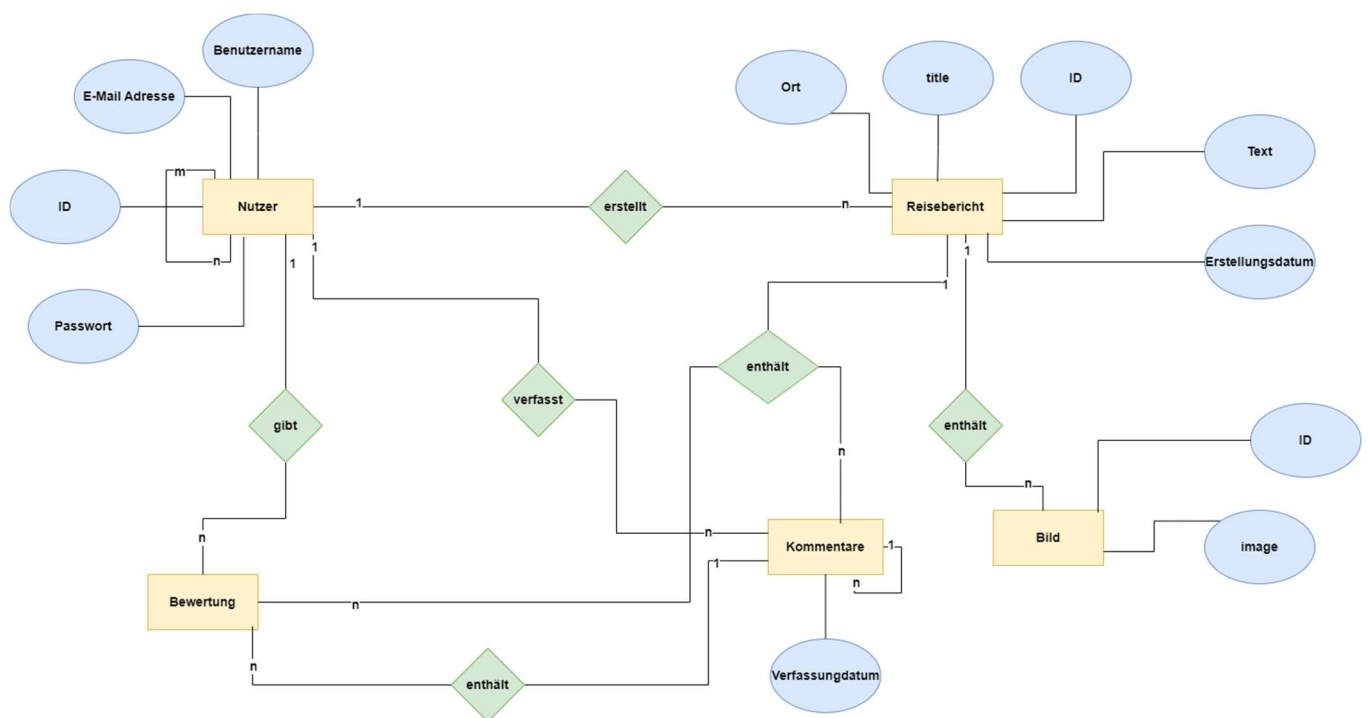 Benutzername
E-Mail Adresse
Ort
title
ID
Text
m
ID
Nutzer
1
erstellt
n
Reisebericht
n
1
1
1
1
Erstellungsdatum
Passwort
enthält
verfasst
gibt
enthält
ID
n
n
n
n
Bild
image
Kommentare
1
1
n
Bewertung
n
n
enthält
Verfassungdatum